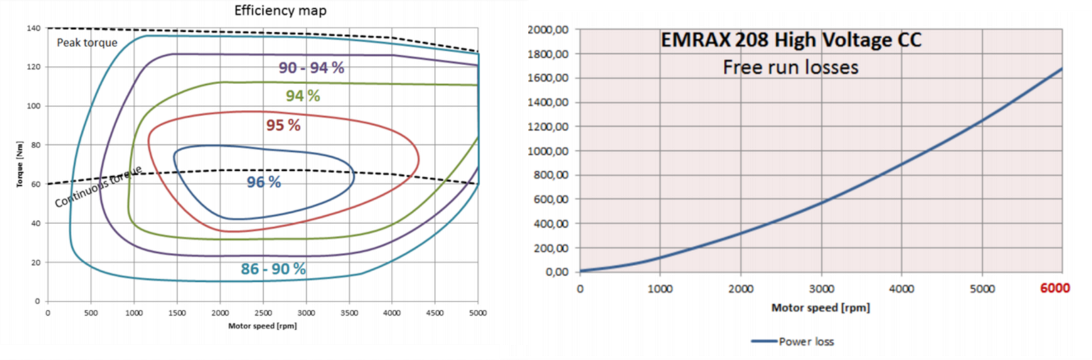 Efficiency map
140
120
100
80
60
40
20
0
Torque [Nm]
Peak torque
90 - 94 %
94 %
95 %
Continuous torque
96 %
86 - 90 %
0 500 1000 1500 2000 2500 3000 3500 4000 4500 5000
Motor speed [rpm]
EMRAX 208 High Voltage CC
Free run losses
2000,00
1800,00
1600,00
1400,00
1200,00
1000,00
800,00
600,00
400,00
200,00
0,00
0 1000 2000 3000 4000 5000 6000
Motor speed [rpm]
Power loss